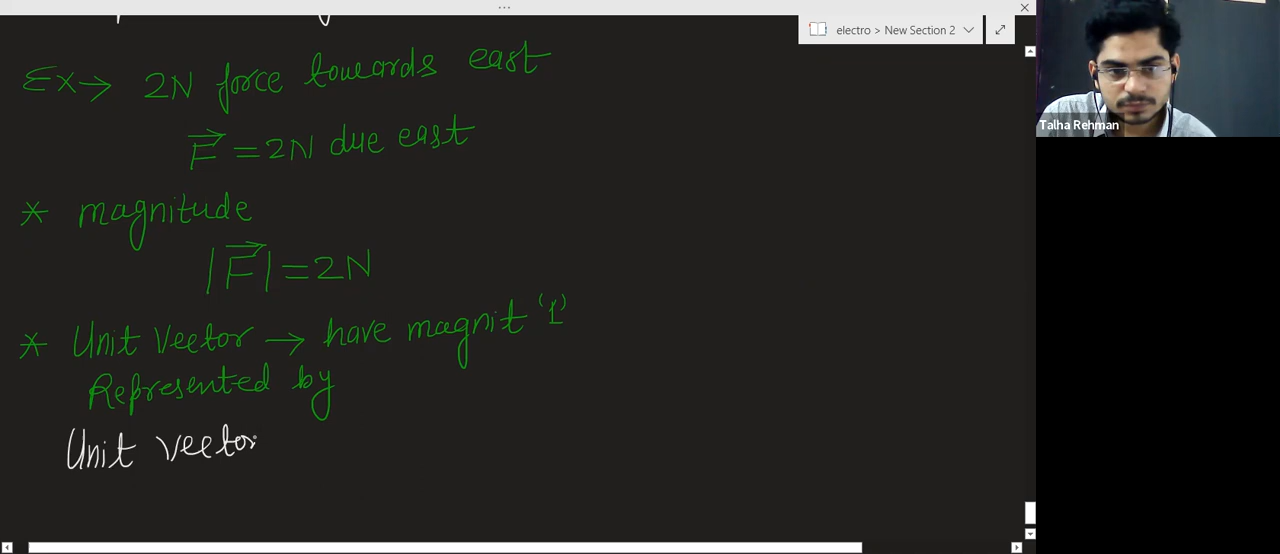 electro > New Section 2
Talha Rehman
Ex→ 2N force towards east
F⃗ = 2N due east
* magnitude
|F⃗| = 2N
* Unit Vector → have magnit '1'
Represented by
Unit vector